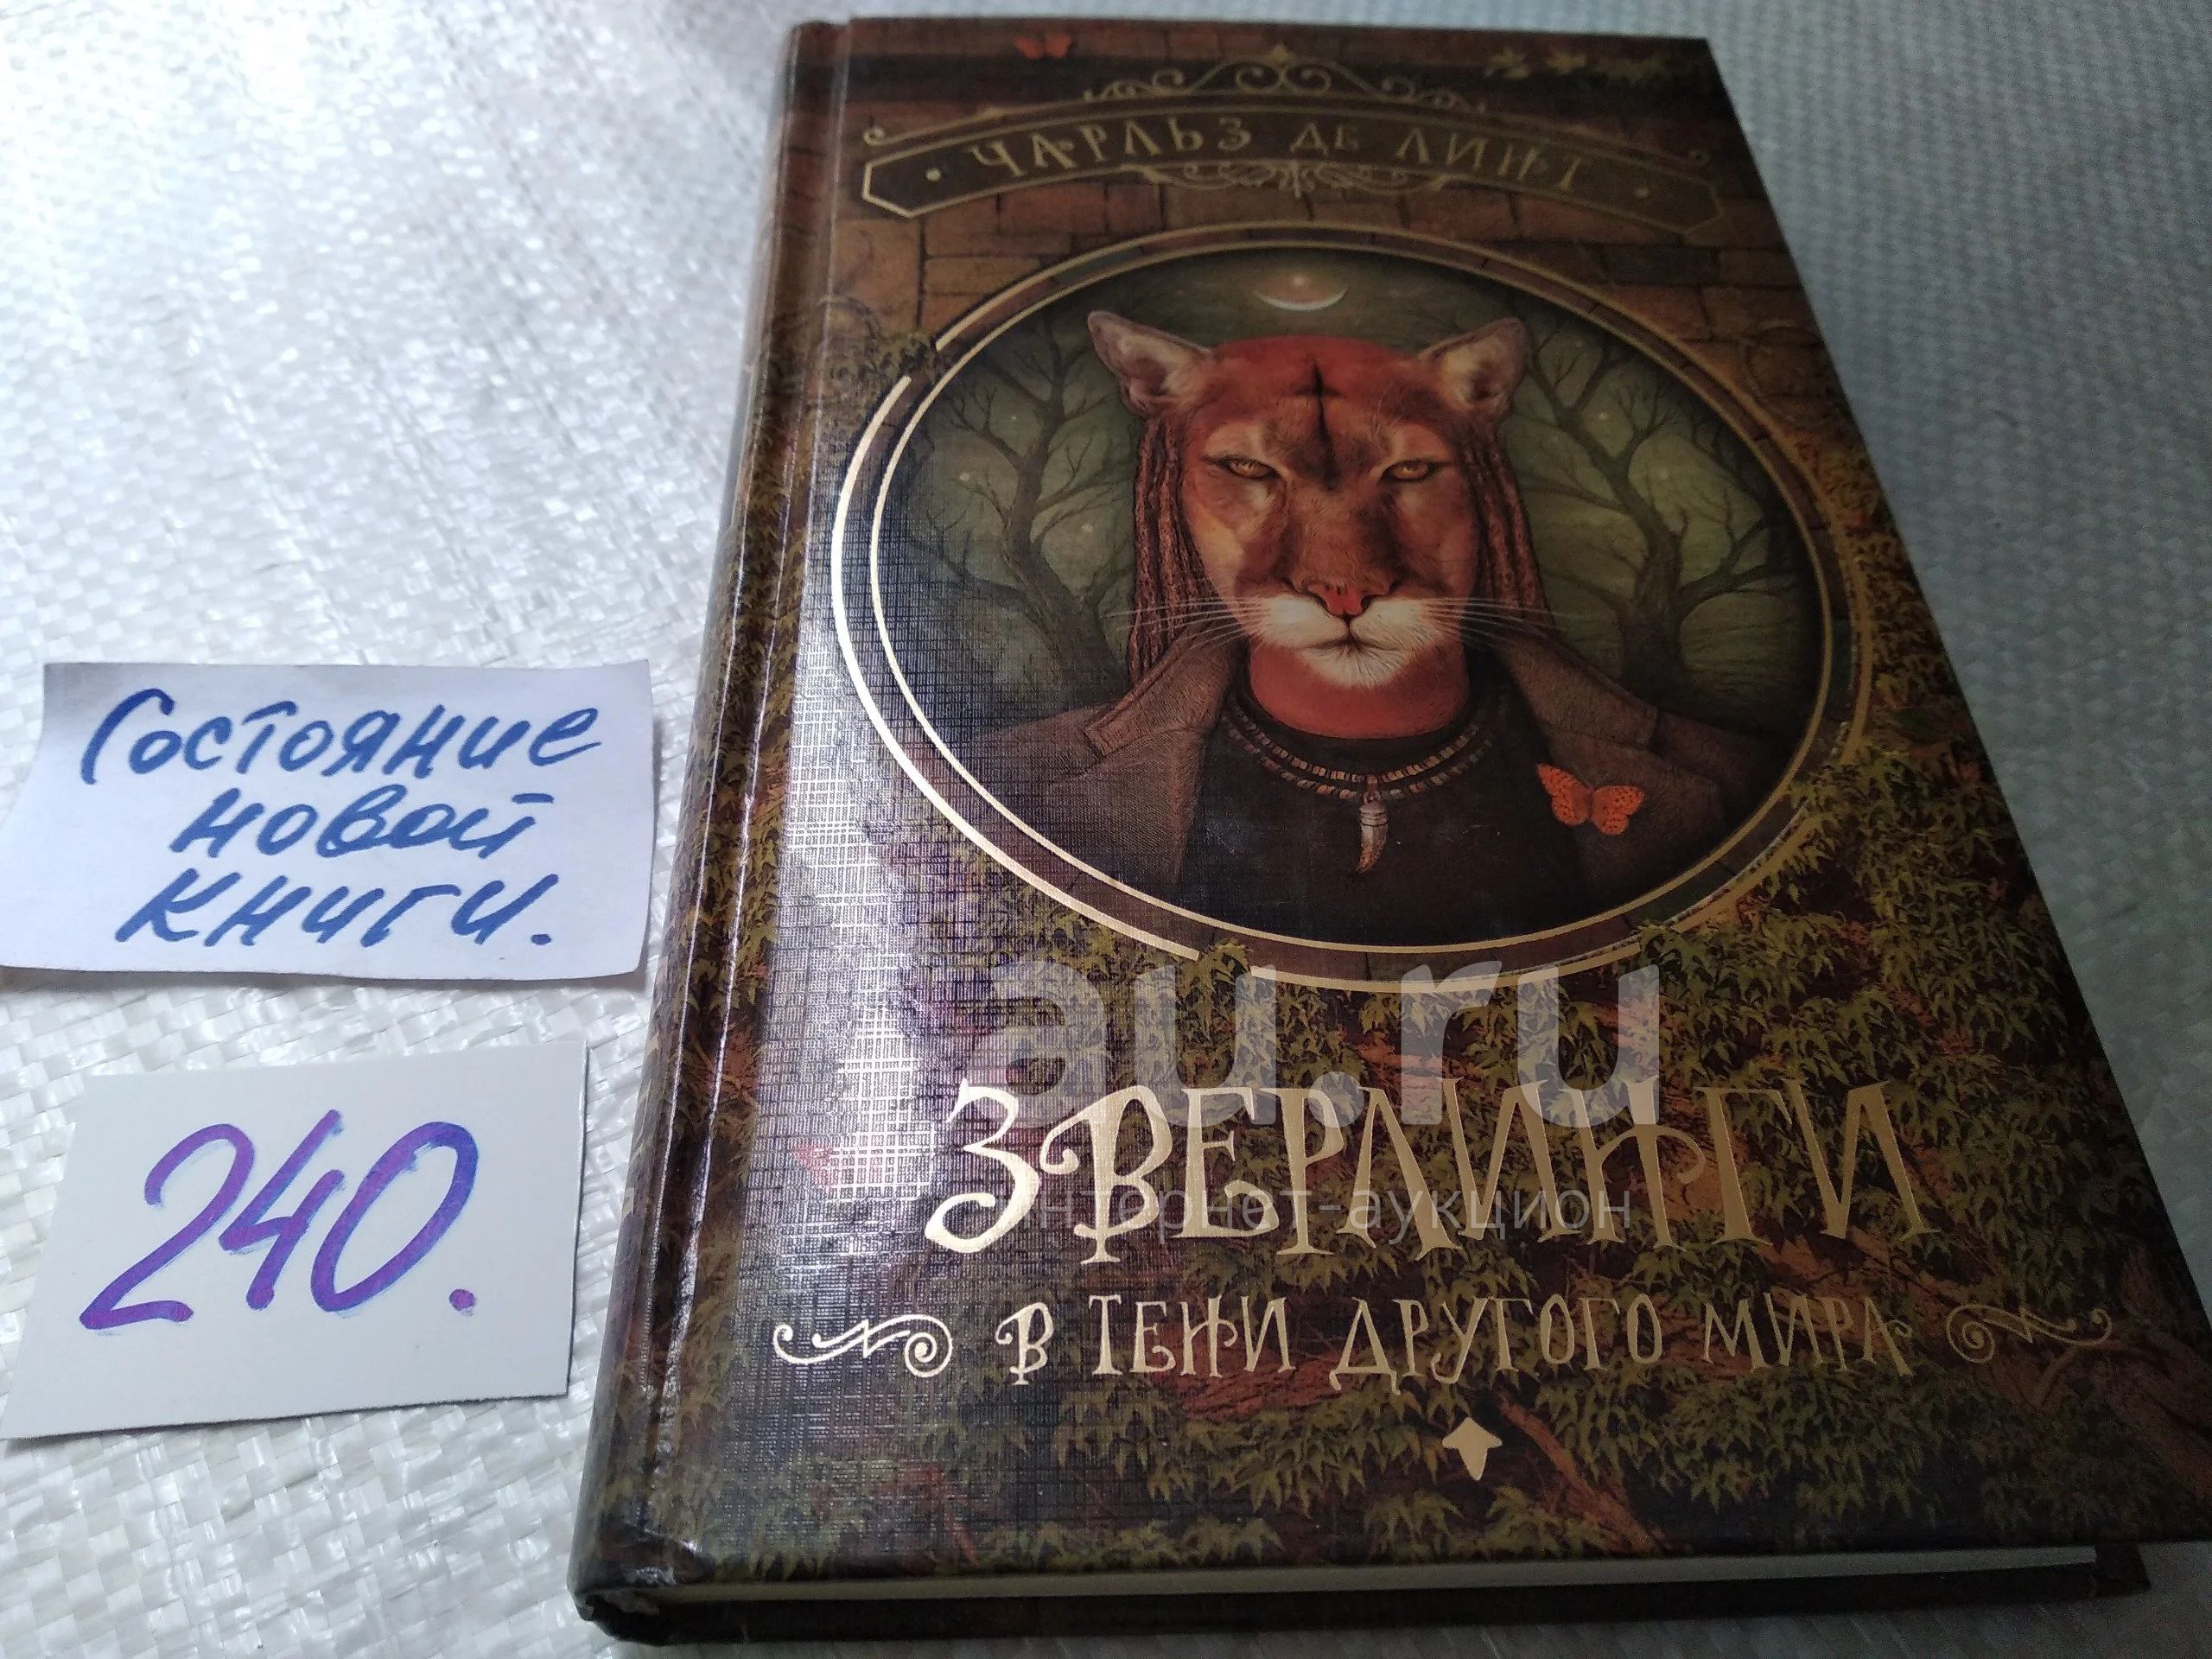 ЧАРЛЬЗ ДЕ ЛИНТ
Состояние
новой
книги.
240.
au.ru
интернет-аукцион
ЗВЕРЛИНГИ
В ТЕНИ ДРУГОГО МИРА